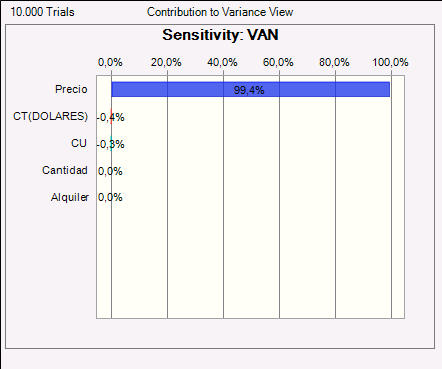 10.000 Trials Contribution to Variance View
Sensitivity: VAN
0,0% 20,0% 40,0% 60,0% 80,0% 100,0%
Precio 99,4%
CT(DOLARES) -0,4%
CU -0,3%
Cantidad 0,0%
Alquiler 0,0%